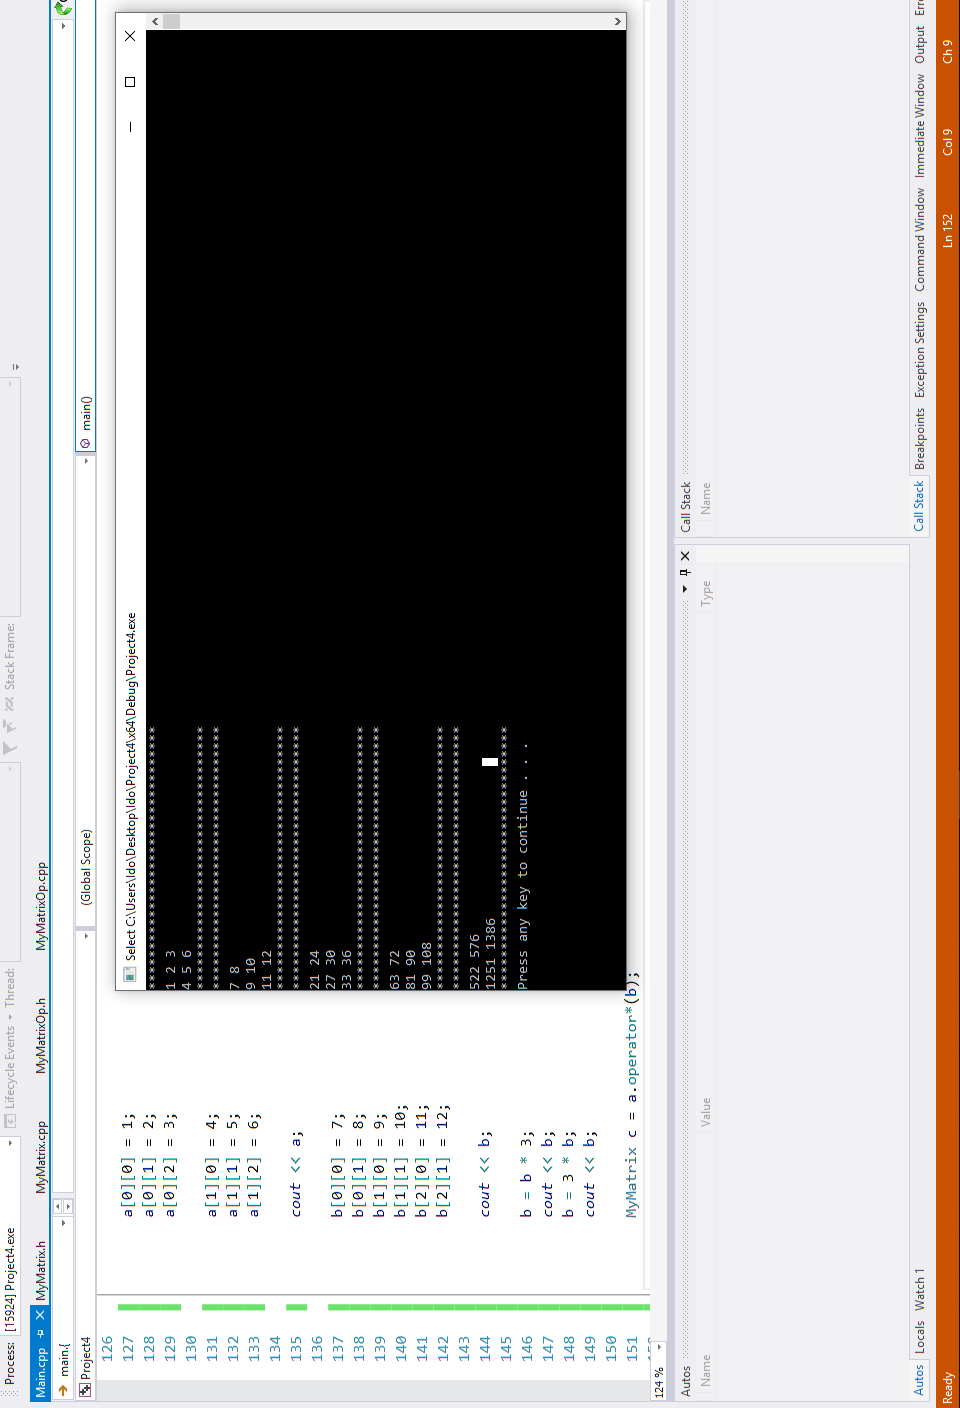 Process: [15924] Project4.exe Lifecycle Events Thread: Stack Frame:
Main.cpp MyMatrix.h MyMatrix.cpp MyMatrixOp.h MyMatrixOp.cpp
main.{
Project4 (Global Scope) main()
126
127 a[0][0] = 1;
128 a[0][1] = 2;
129 a[0][2] = 3;
130
131 a[1][0] = 4;
132 a[1][1] = 5;
133 a[1][2] = 6;
134
135 cout << a;
136
137 b[0][0] = 7;
138 b[0][1] = 8;
139 b[1][0] = 9;
140 b[1][1] = 10;
141 b[2][0] = 11;
142 b[2][1] = 12;
143
144 cout << b;
145
146 b = b * 3;
147 cout << b;
148 b = 3 * b;
149 cout << b;
150
151 MyMatrix c = a.operator*(b);
124 %
Select C:\Users\Ido\Desktop\Ido\Project4\x64\Debug\Project4.exe
*********************************
1 2 3
4 5 6
*********************************
*********************************
7 8
9 10
11 12
*********************************
*********************************
21 24
27 30
33 36
*********************************
*********************************
63 72
81 90
99 108
*********************************
*********************************
522 576
1251 1386
*********************************
Press any key to continue . . .
Autos
Name Value Type
Autos Locals Watch 1
Call Stack
Name
Call Stack Breakpoints Exception Settings Command Window Immediate Window Output
Ready Ln 152 Col 9 Ch 9